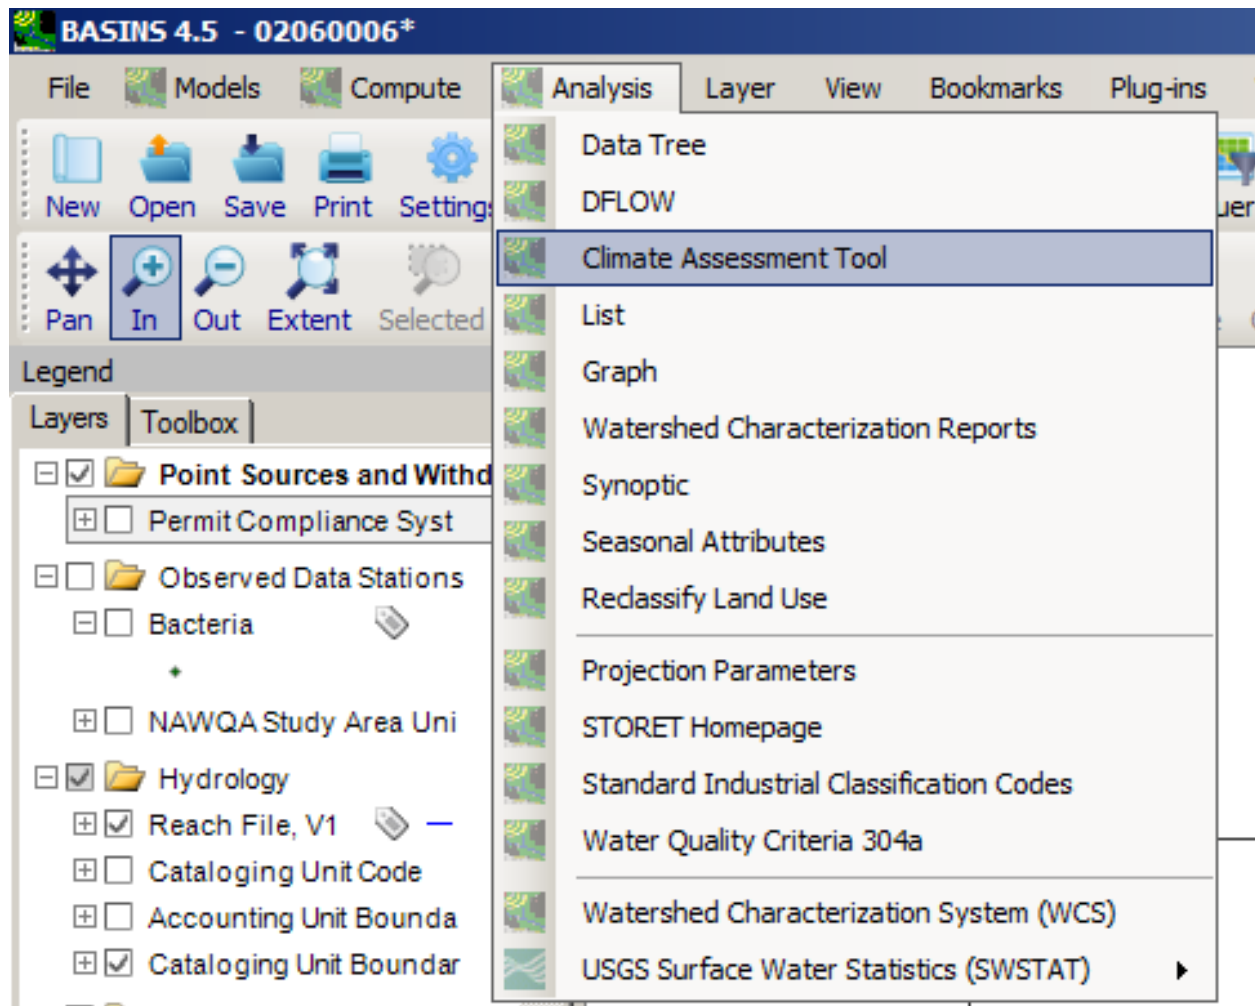 BASINS 4.5 - 02060006*
File Models Compute Analysis Layer View Bookmarks Plug-ins
New Open Save Print
Pan In Out Extent Selected
Legend
Layers Toolbox
Point Sources and Withd
Permit Compliance Syst
Observed Data Stations
Bacteria
NAWQA Study Area Uni
Hydrology
Reach File, V1
Cataloging Unit Code
Accounting Unit Bounda
Cataloging Unit Boundar
Data Tree
DFLOW
Climate Assessment Tool
List
Graph
Watershed Characterization Reports
Synoptic
Seasonal Attributes
Reclassify Land Use
Projection Parameters
STORET Homepage
Standard Industrial Classification Codes
Water Quality Criteria 304a
Watershed Characterization System (WCS)
USGS Surface Water Statistics (SWSTAT)